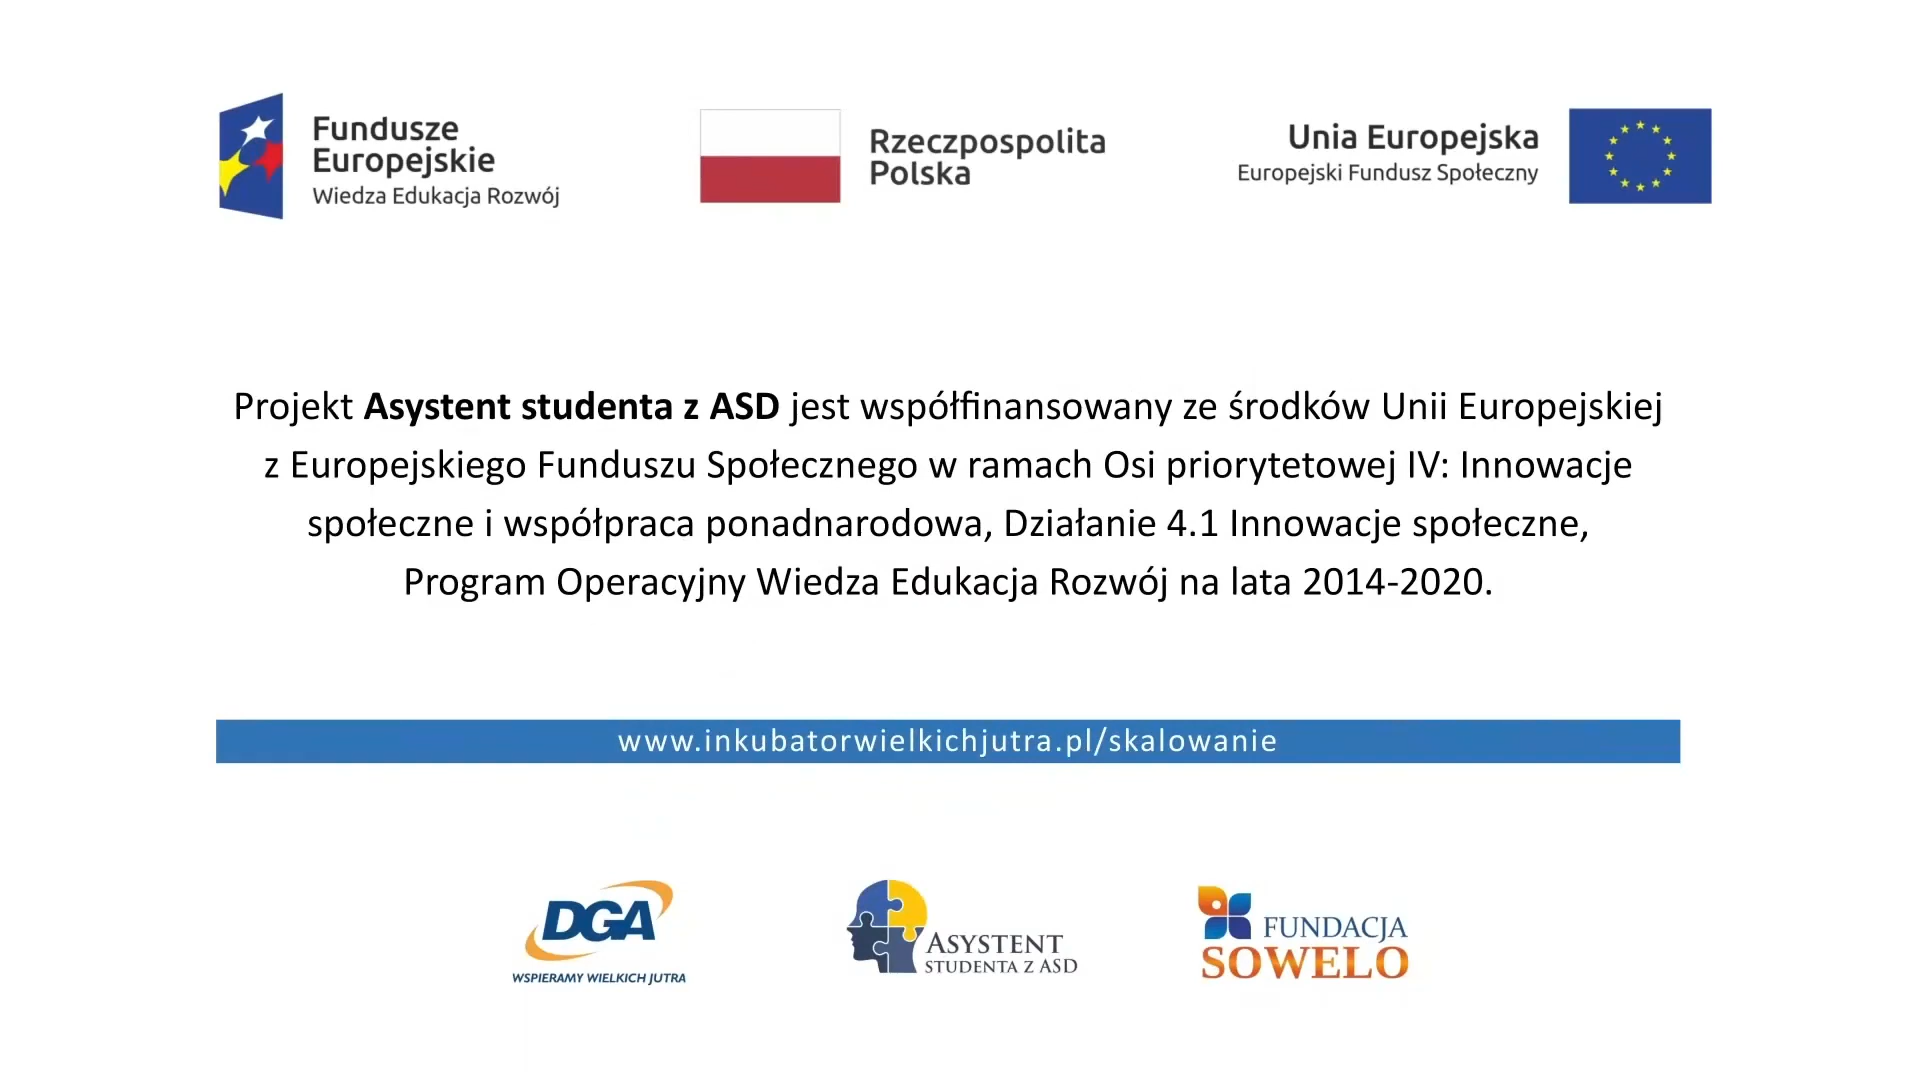 Fundusze
Europejskie
Wiedza Edukacja Rozwój
Rzeczpospolita
Polska
Unia Europejska
Europejski Fundusz Społeczny
Projekt Asystent studenta z ASD jest współfinansowany ze środków Unii Europejskiej
z Europejskiego Funduszu Społecznego w ramach Osi priorytetowej IV: Innowacje
społeczne i współpraca ponadnarodowa, Działanie 4.1 Innowacje społeczne,
Program Operacyjny Wiedza Edukacja Rozwój na lata 2014-2020.
www.inkubatorwielkichjutra.pl/skalowanie
DGA
WSPIERAMY WIELKICH JUTRA
ASYSTENT
STUDENTA Z ASD
FUNDACJA
SOWELO